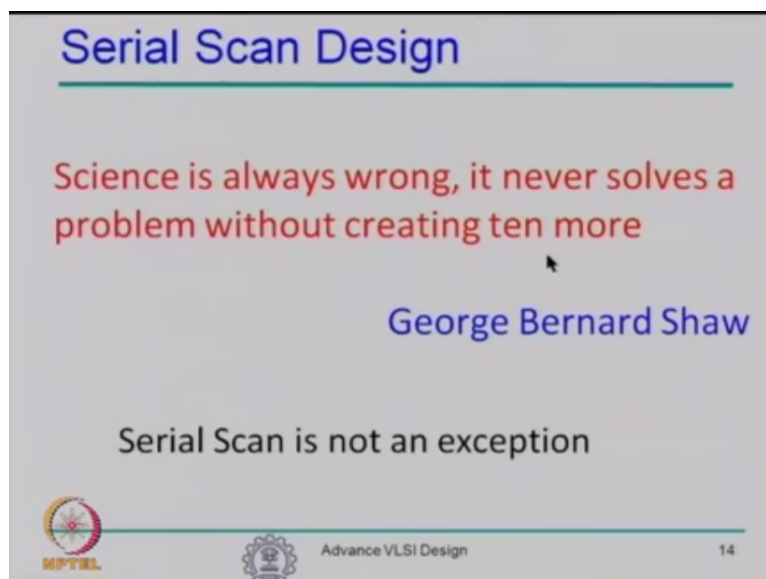 Serial Scan Design
Science is always wrong, it never solves a
problem without creating ten more
George Bernard Shaw
Serial Scan is not an exception
NPTEL
Advance VLSI Design
14